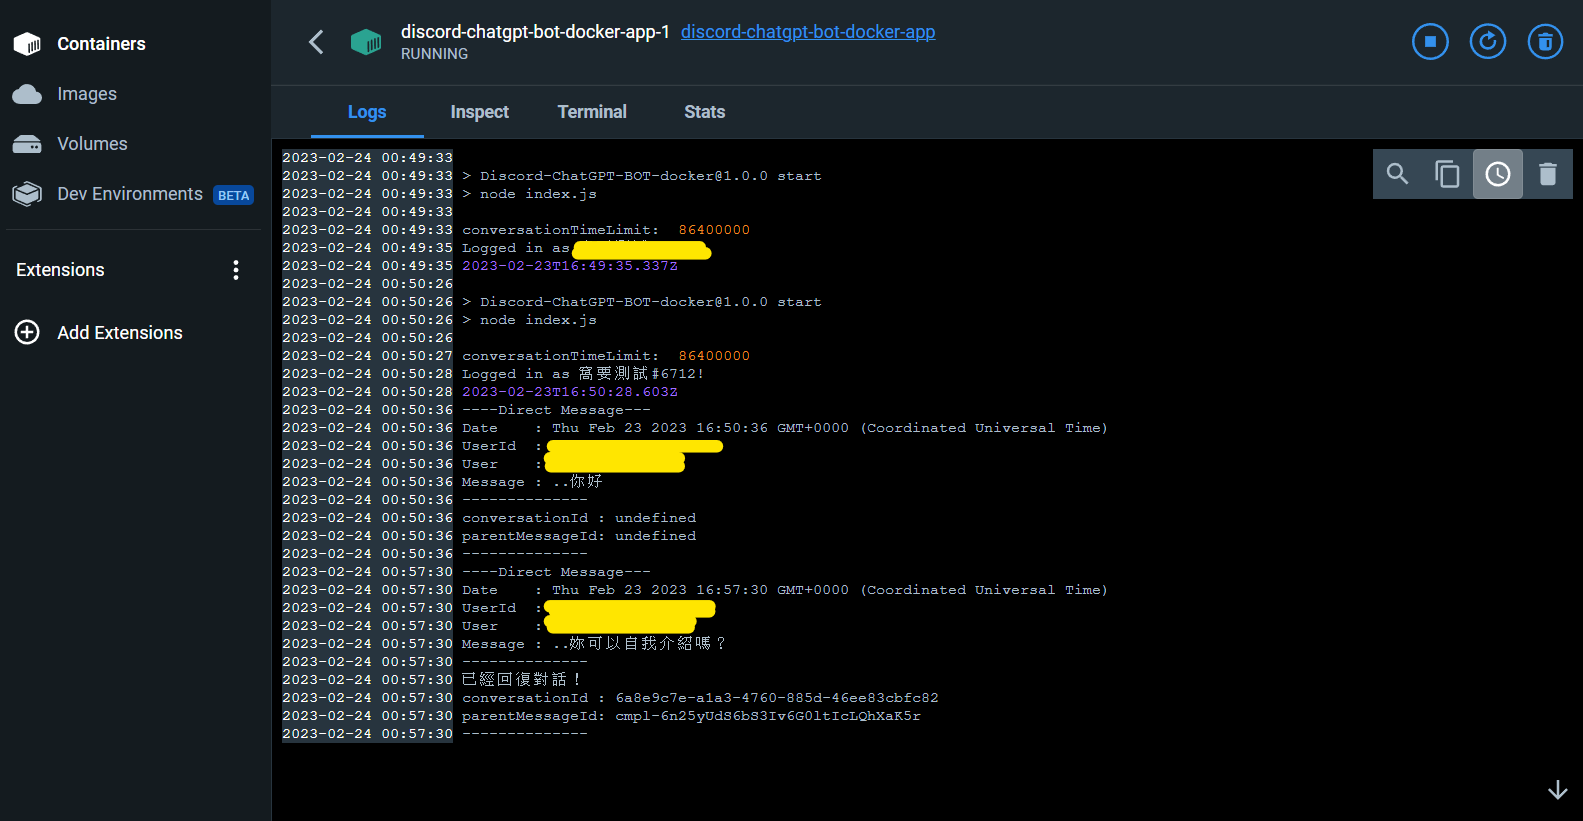 Containers
Images
Volumes
Dev Environments BETA
Extensions
Add Extensions
discord-chatgpt-bot-docker-app-1 discord-chatgpt-bot-docker-app
RUNNING
Logs Inspect Terminal Stats
2023-02-24 00:49:33
2023-02-24 00:49:33 > Discord-ChatGPT-BOT-docker@1.0.0 start
2023-02-24 00:49:33 > node index.js
2023-02-24 00:49:33
2023-02-24 00:49:33 conversationTimeLimit: 86400000
2023-02-24 00:49:35 Logged in as
2023-02-24 00:49:35 2023-02-23T16:49:35.337Z
2023-02-24 00:50:26
2023-02-24 00:50:26 > Discord-ChatGPT-BOT-docker@1.0.0 start
2023-02-24 00:50:26 > node index.js
2023-02-24 00:50:26
2023-02-24 00:50:27 conversationTimeLimit: 86400000
2023-02-24 00:50:28 Logged in as 窩要測試#6712!
2023-02-24 00:50:28 2023-02-23T16:50:28.603Z
2023-02-24 00:50:36 ----Direct Message---
2023-02-24 00:50:36 Date : Thu Feb 23 2023 16:50:36 GMT+0000 (Coordinated Universal Time)
2023-02-24 00:50:36 UserId :
2023-02-24 00:50:36 User :
2023-02-24 00:50:36 Message : ..你好
2023-02-24 00:50:36 --------------
2023-02-24 00:50:36 conversationId : undefined
2023-02-24 00:50:36 parentMessageId: undefined
2023-02-24 00:50:36 --------------
2023-02-24 00:57:30 ----Direct Message---
2023-02-24 00:57:30 Date : Thu Feb 23 2023 16:57:30 GMT+0000 (Coordinated Universal Time)
2023-02-24 00:57:30 UserId :
2023-02-24 00:57:30 User :
2023-02-24 00:57:30 Message : ..妳可以自我介紹嗎？
2023-02-24 00:57:30 --------------
2023-02-24 00:57:30 已經回復對話！
2023-02-24 00:57:30 conversationId : 6a8e9c7e-a1a3-4760-885d-46ee83cbfc82
2023-02-24 00:57:30 parentMessageId: cmpl-6n25yUdS6bS3Iv6G0ltIcLQhXaK5r
2023-02-24 00:57:30 --------------